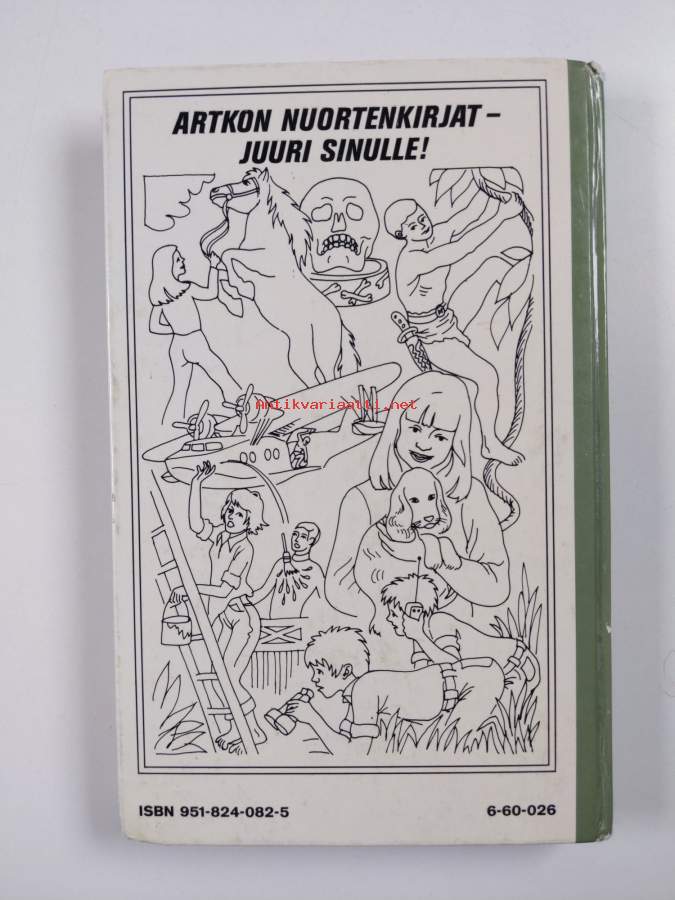 ARTKON NUORTENKIRJAT –
JUURI SINULLE!
Antikvariaatti.net
ISBN 951-824-082-5
6-60-026